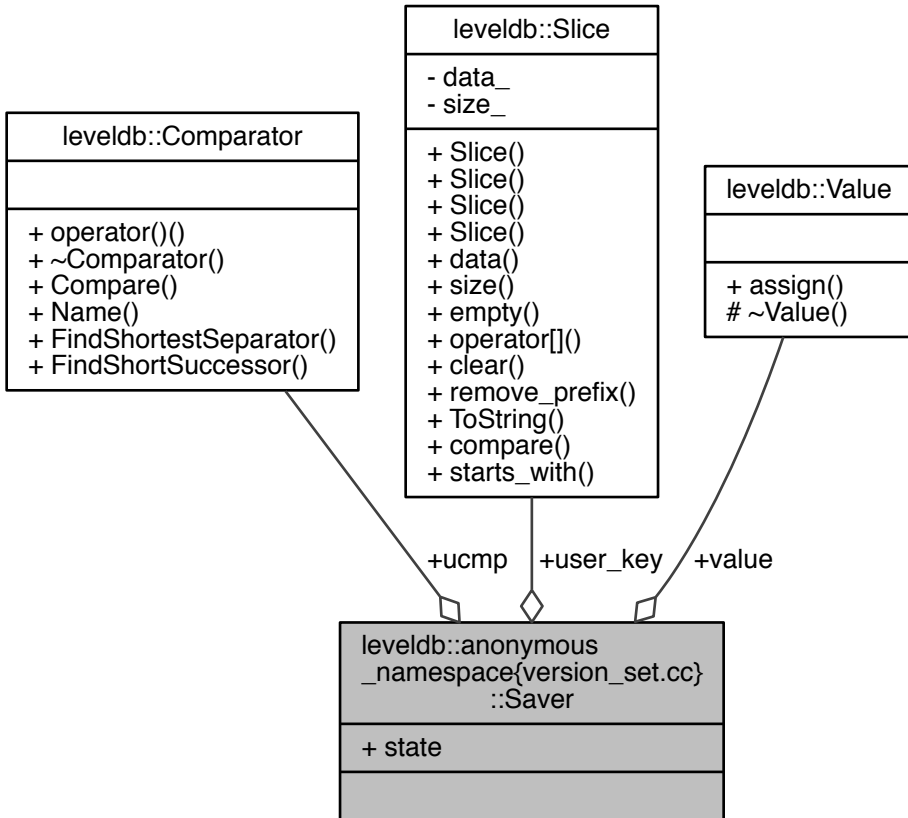 leveldb::Slice
- data_
- size_
+ Slice()
+ Slice()
+ Slice()
+ Slice()
+ data()
+ size()
+ empty()
+ operator[]()
+ clear()
+ remove_prefix()
+ ToString()
+ compare()
+ starts_with()
leveldb::Comparator
+ operator()()
+ ~Comparator()
+ Compare()
+ Name()
+ FindShortestSeparator()
+ FindShortSuccessor()
leveldb::Value
+ assign()
# ~Value()
+ucmp
+user_key
+value
leveldb::anonymous
_namespace{version_set.cc}
::Saver
+ state